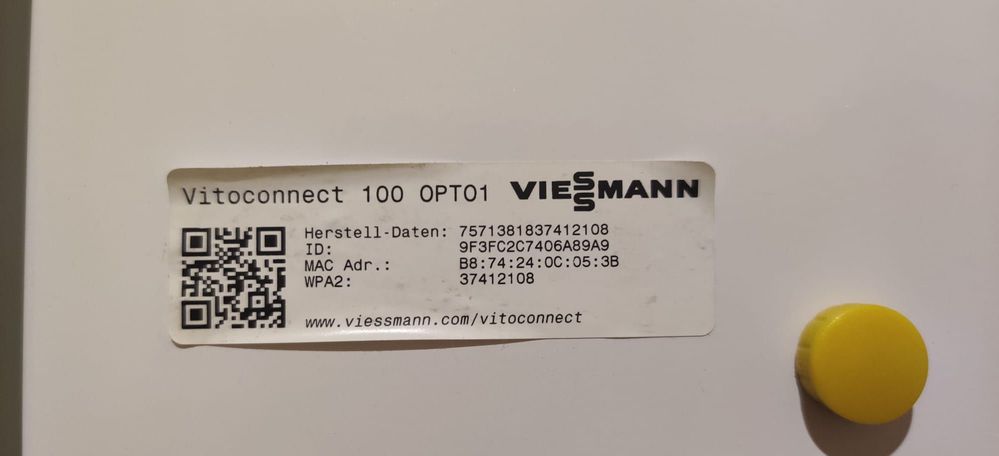 Vitoconnect 100 OPTO1 VIESSMANN
Herstell-Daten: 7571381837412108
ID: 9F3FC2C7406A89A9
MAC Adr.: B8:74:24:0C:05:3B
WPA2: 37412108
www.viessmann.com/vitoconnect